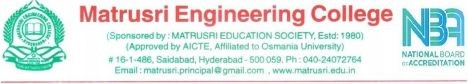 Matrusri Engineering College
(Sponsored by : MATRUSRI EDUCATION SOCIETY, Estd: 1980)
(Approved by AICTE, Affiliated to Osmania University)
# 16-1-486, Saidabad, Hyderabad - 500 059. Ph : 040-24072764
Email : matrusri.principal@gmail.com , www.matrusri.edu.in
NBA
NATIONAL BOARD
of ACCREDITATION